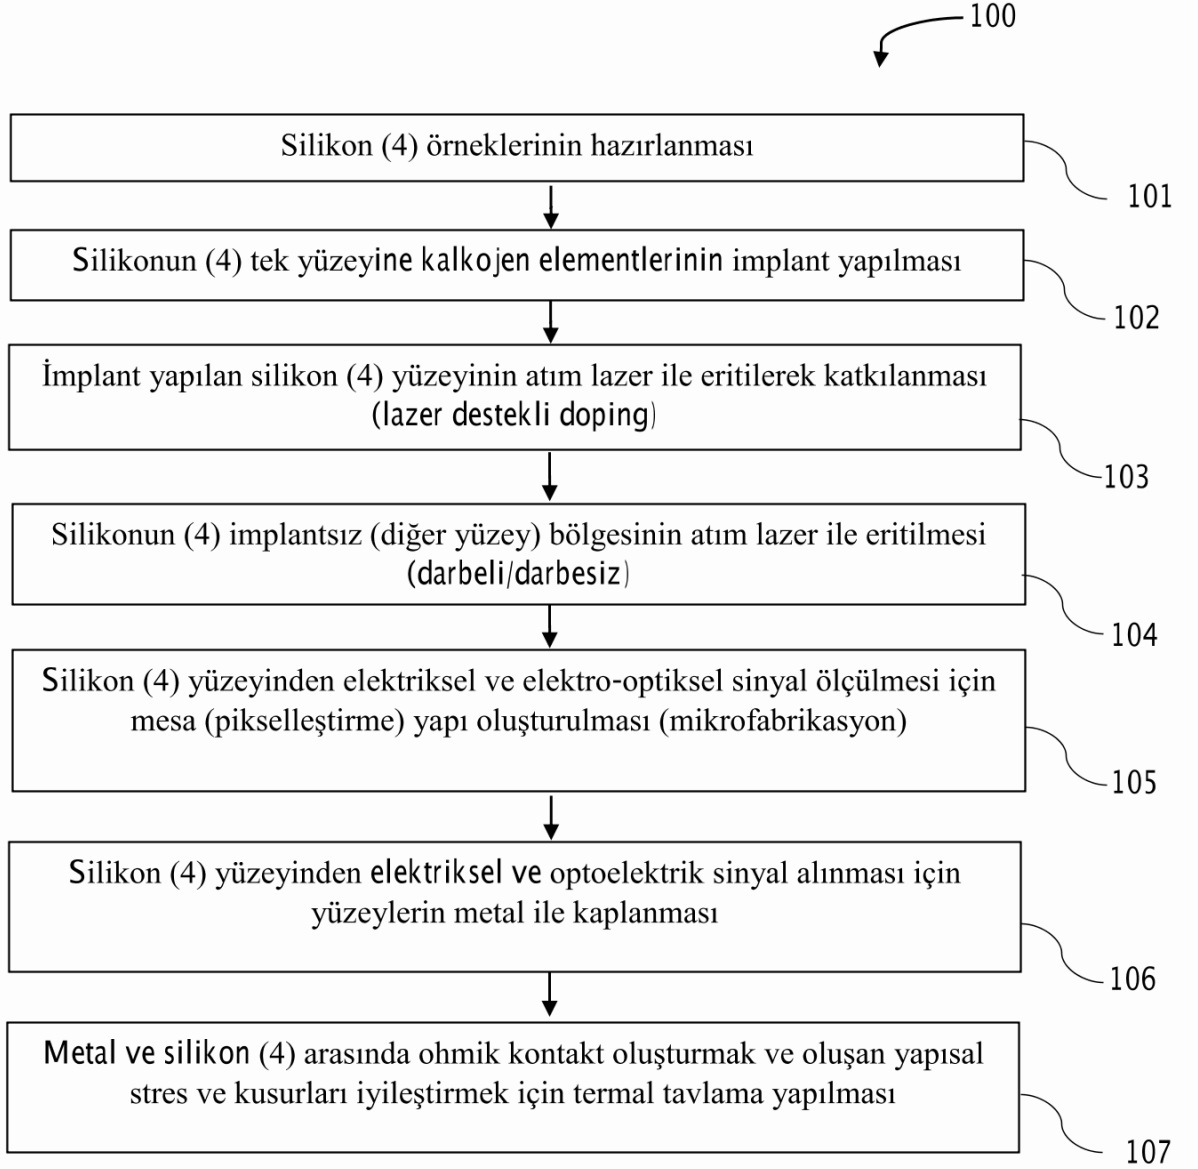 100
Silikon (4) örneklerinin hazırlanması
101
Silikonun (4) tek yüzeyine kalkojen elementlerinin implant yapılması
102
İmplant yapılan silikon (4) yüzeyinin atım lazer ile eritilerek katkılanması
(lazer destekli doping)
103
Silikonun (4) implantsız (diğer yüzey) bölgesinin atım lazer ile eritilmesi
(darbeli/darbesiz)
104
Silikon (4) yüzeyinden elektriksel ve elektro-optiksel sinyal ölçülmesi için
mesa (pikselleştirme) yapı oluşturulması (mikrofabrikasyon)
105
Silikon (4) yüzeyinden elektriksel ve optoelektrik sinyal alınması için
yüzeylerin metal ile kaplanması
106
Metal ve silikon (4) arasında ohmik kontakt oluşturmak ve oluşan yapısal
stres ve kusurları iyileştirmek için termal tavlama yapılması
107